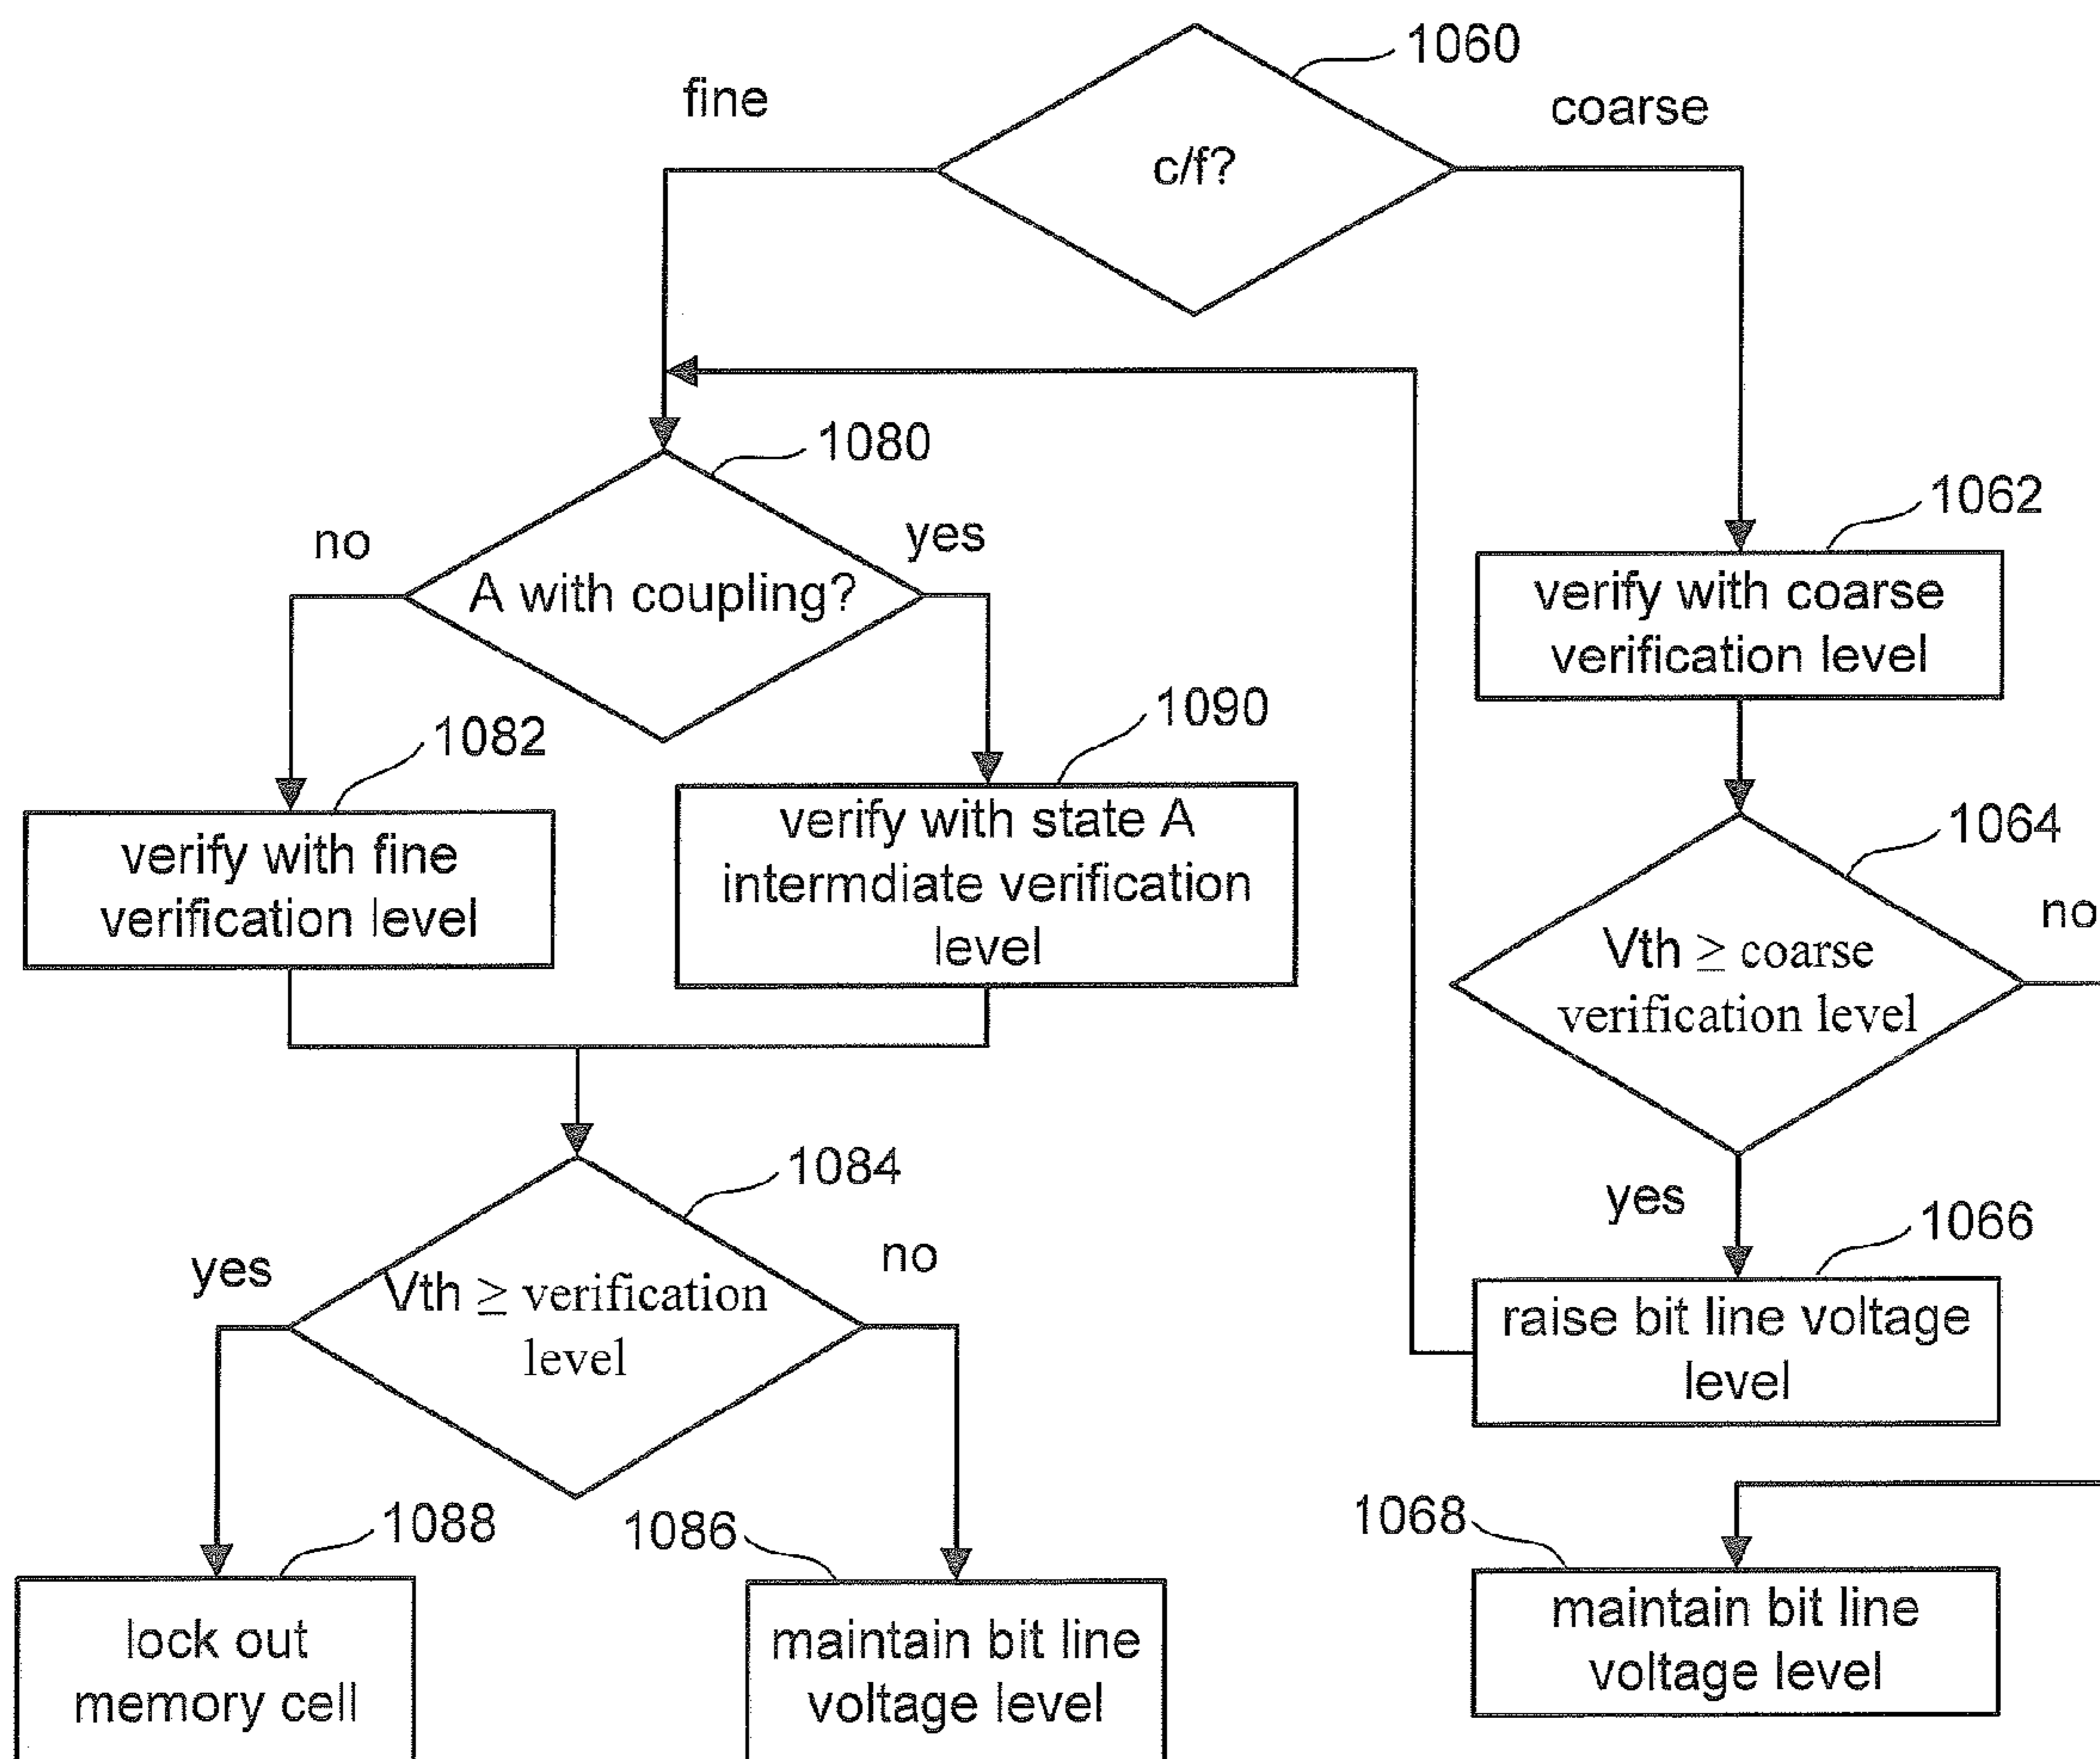 1060
fine
coarse
c/f?
1080
no
yes
A with coupling?
1062
verify with coarse
verification level
1082
1090
verify with fine
verification level
verify with state A
intermdiate verification
level
1064
no
Vth ≥ coarse
verification level
1084
yes
no
Vth ≥ verification
level
yes
1066
raise bit line voltage
level
1088
1086
1068
lock out
memory cell
maintain bit line
voltage level
maintain bit line
voltage level